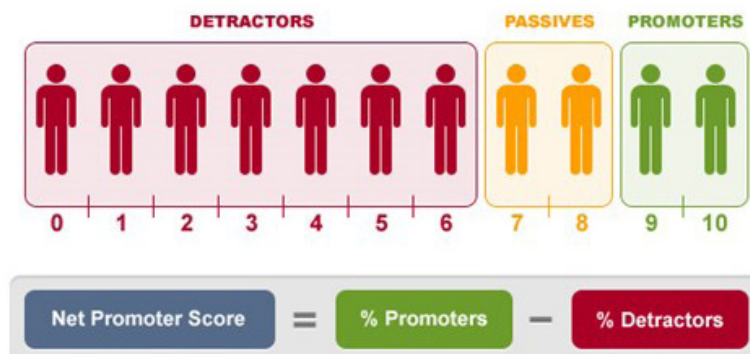 DETRACTORS PASSIVES PROMOTERS
0 1 2 3 4 5 6 7 8 9 10
Net Promoter Score = % Promoters – % Detractors